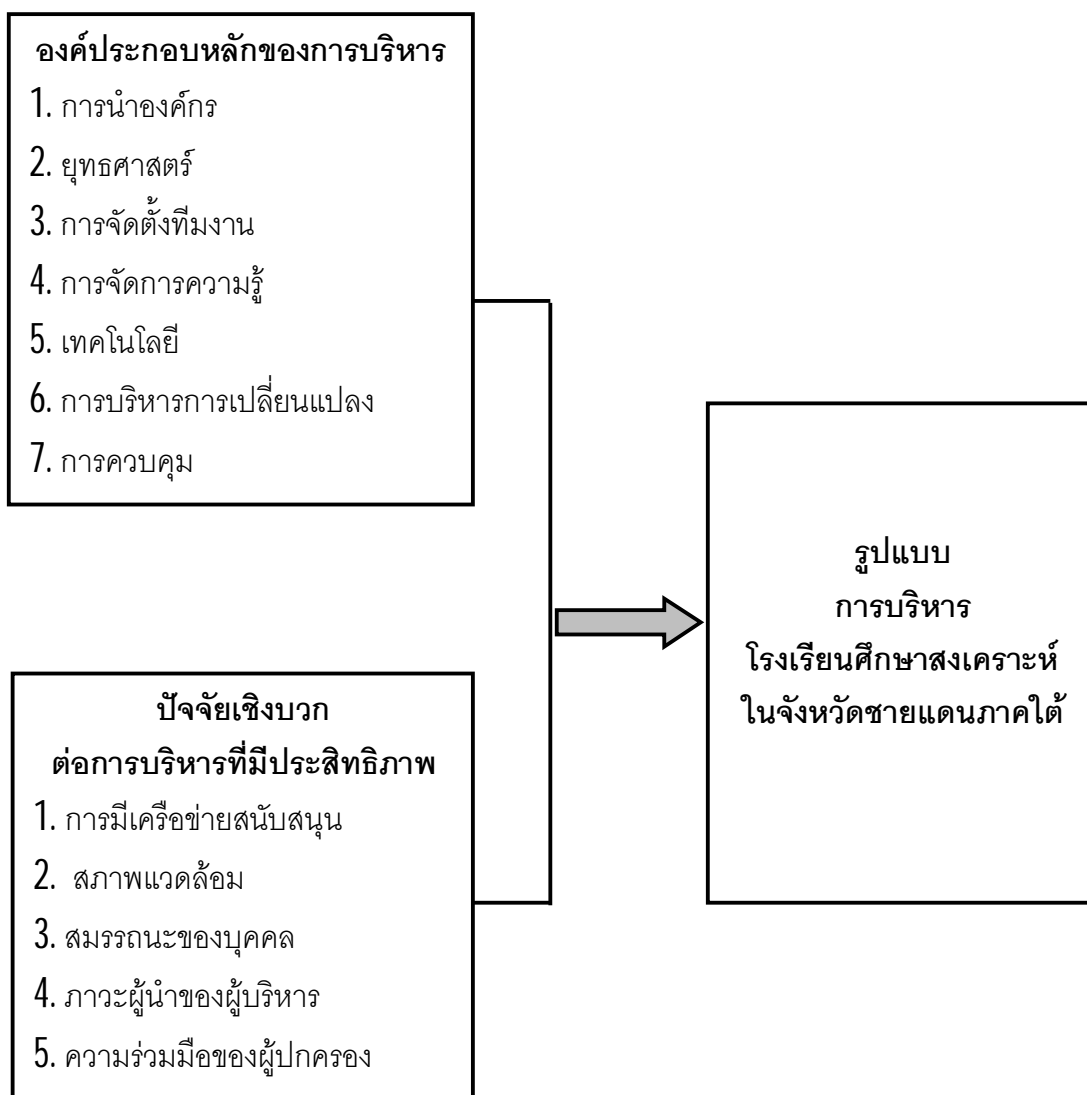 องค์ประกอบหลักของการบริหาร
1. การนำองค์กร
2. ยุทธศาสตร์
3. การจัดตั้งทีมงาน
4. การจัดการความรู้
5. เทคโนโลยี
6. การบริหารการเปลี่ยนแปลง
7. การควบคุม
ปัจจัยเชิงบวก
ต่อการบริหารที่มีประสิทธิภาพ
1. การมีเครือข่ายสนับสนุน
2. สภาพแวดล้อม
3. สมรรถนะของบุคคล
4. ภาวะผู้นำของผู้บริหาร
5. ความร่วมมือของผู้ปกครอง
รูปแบบ
การบริหาร
โรงเรียนศึกษาสงเคราะห์
ในจังหวัดชายแดนภาคใต้